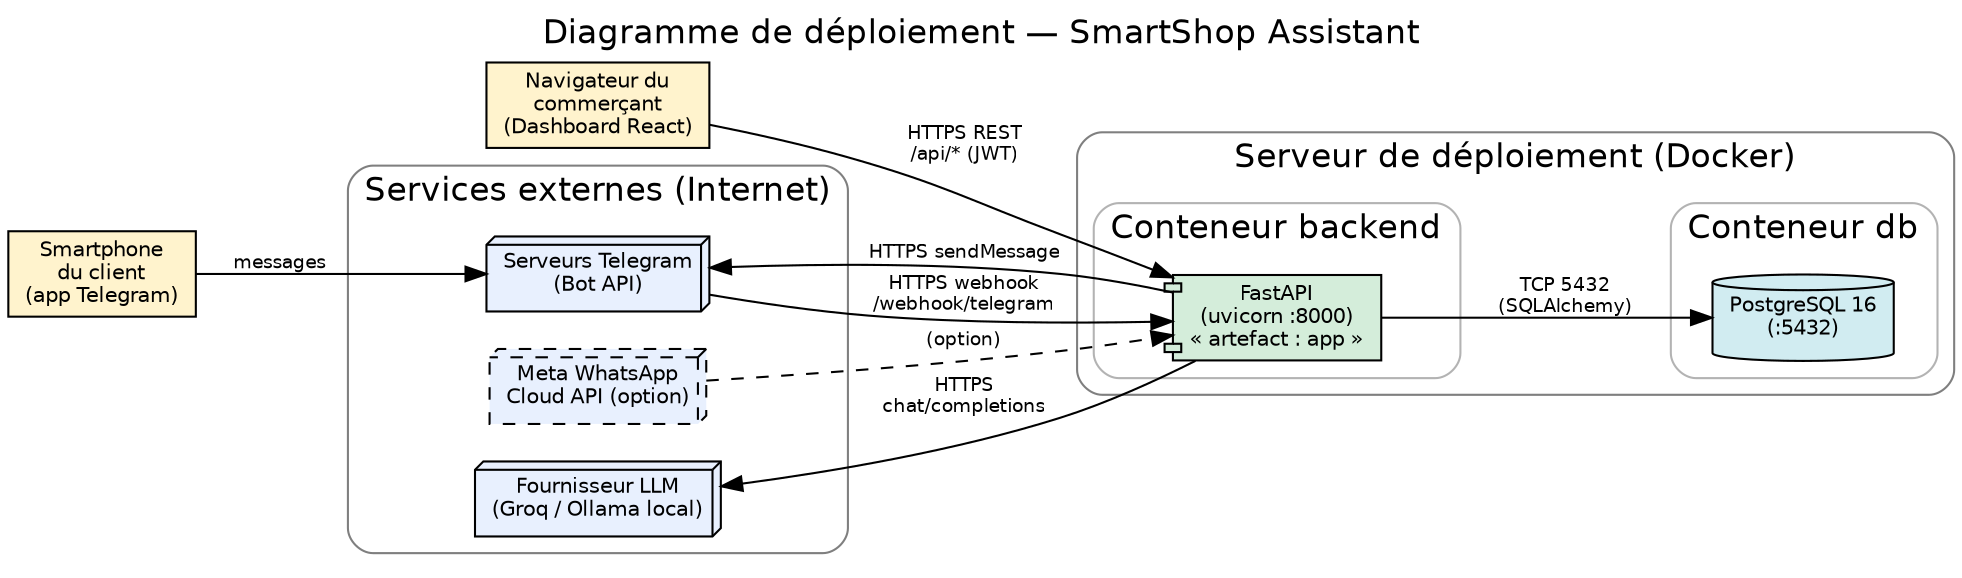 Diagramme de déploiement — SmartShop Assistant
Navigateur du
commerçant
(Dashboard React)
HTTPS REST
/api/* (JWT)
Serveur de déploiement (Docker)
Services externes (Internet)
Conteneur backend
Conteneur db
Smartphone
du client
(app Telegram)
messages
Serveurs Telegram
(Bot API)
HTTPS sendMessage
HTTPS webhook
/webhook/telegram
FastAPI
(uvicorn :8000)
« artefact : app »
TCP 5432
(SQLAlchemy)
PostgreSQL 16
(:5432)
(option)
Meta WhatsApp
Cloud API (option)
HTTPS
chat/completions
Fournisseur LLM
(Groq / Ollama local)